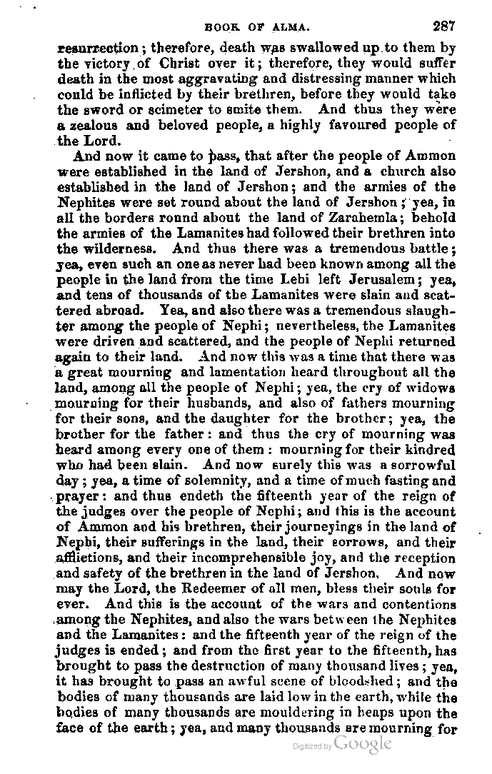 BOOK OF ALMA. 287
resurrection; therefore, death was swallowed up to them by
the victory of Christ over it; therefore, they would suffer
death in the most aggravating and distressing manner which
could be inflicted by their brethren, before they would take
the sword or scimeter to smite them. And thus they were
a zealous and beloved people, a highly favoured people of
the Lord.
And now it came to pass, that after the people of Ammon
were established in the land of Jershon, and a church also
established in the land of Jershon; and the armies of the
Nephites were set round about the land of Jershon; yea, in
all the borders round about the land of Zarahemla; behold
the armies of the Lamanites had followed their brethren into
the wilderness. And thus there was a tremendous battle;
yea, even such an one as never had been known among all the
people in the land from the time Lehi left Jerusalem; yea,
and tens of thousands of the Lamanites were slain and scat-
tered abroad. Yea, and also there was a tremendous slaugh-
ter among the people of Nephi; nevertheless, the Lamanites
were driven and scattered, and the people of Nephi returned
again to their land. And now this was a time that there was
a great mourning and lamentation heard throughout all the
land, among all the people of Nephi; yea, the cry of widows
mourning for their husbands, and also of fathers mourning
for their sons, and the daughter for the brother; yea, the
brother for the father: and thus the cry of mourning was
heard among every one of them: mourning for their kindred
who had been slain. And now surely this was a sorrowful
day; yea, a time of solemnity, and a time of much fasting and
prayer: and thus endeth the fifteenth year of the reign of
the judges over the people of Nephi; and this is the account
of Ammon and his brethren, their journeyings in the land of
Nephi, their sufferings in the land, their sorrows, and their
afflictions, and their incomprehensible joy, and the reception
and safety of the brethren in the land of Jershon. And now
may the Lord, the Redeemer of all men, bless their souls for
ever. And this is the account of the wars and contentions
among the Nephites, and also the wars between the Nephites
and the Lamanites: and the fifteenth year of the reign of the
judges is ended; and from the first year to the fifteenth, has
brought to pass the destruction of many thousand lives; yea,
it has brought to pass an awful scene of bloodshed; and the
bodies of many thousands are laid low in the earth, while the
bodies of many thousands are mouldering in heaps upon the
face of the earth; yea, and many thousands are mourning for
Digitized by Google